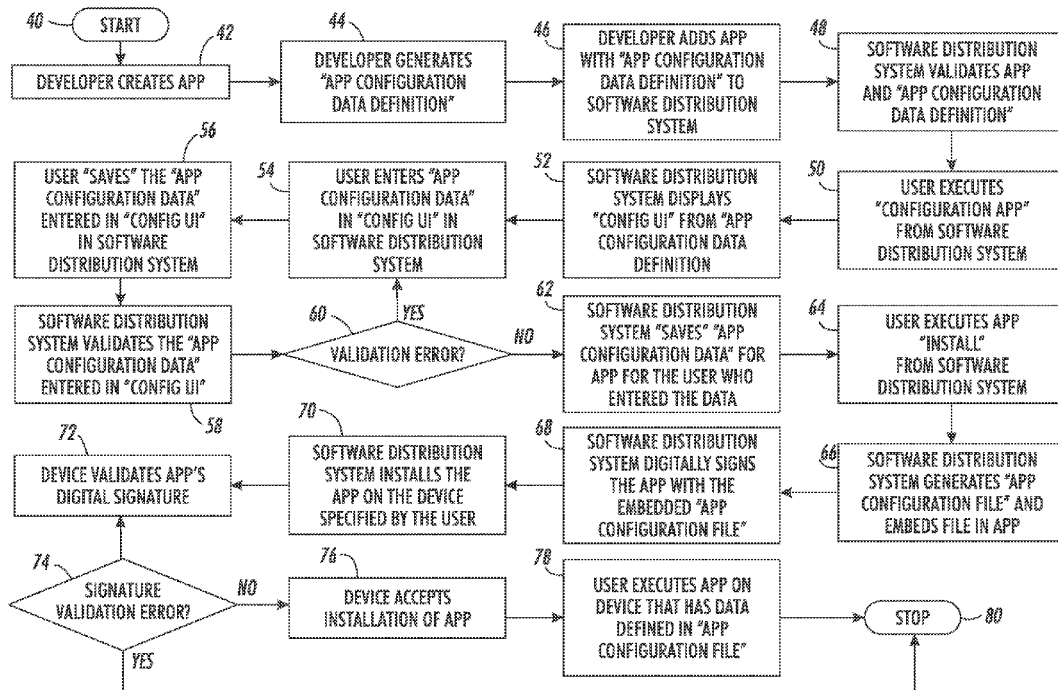 40
START
42
DEVELOPER CREATES APP
44
DEVELOPER GENERATES
"APP CONFIGURATION
DATA DEFINITION"
46
DEVELOPER ADDS APP
WITH "APP CONFIGURATION
DATA DEFINITION" TO
SOFTWARE DISTRIBUTION
SYSTEM
48
SOFTWARE DISTRIBUTION
SYSTEM VALIDATES APP
AND "APP CONFIGURATION
DATA DEFINITION"
50
USER EXECUTES
"CONFIGURATION APP"
FROM SOFTWARE
DISTRIBUTION SYSTEM
52
SOFTWARE DISTRIBUTION
SYSTEM DISPLAYS
"CONFIG UI" FROM "APP
CONFIGURATION DATA
DEFINITION
54
USER ENTERS "APP
CONFIGURATION DATA"
IN "CONFIG UI" IN
SOFTWARE DISTRIBUTION
SYSTEM
56
USER "SAVES" THE "APP
CONFIGURATION DATA"
ENTERED IN "CONFIG UI"
IN SOFTWARE
DISTRIBUTION SYSTEM
SOFTWARE DISTRIBUTION
SYSTEM VALIDATES THE "APP
CONFIGURATION DATA"
ENTERED IN "CONFIG UI"
58
60
VALIDATION ERROR?
YES
NO
62
SOFTWARE DISTRIBUTION
SYSTEM "SAVES" "APP
CONFIGURATION DATA" FOR
APP FOR THE USER WHO
ENTERED THE DATA
64
USER EXECUTES APP
"INSTALL"
FROM SOFTWARE
DISTRIBUTION SYSTEM
66
SOFTWARE DISTRIBUTION
SYSTEM GENERATES "APP
CONFIGURATION FILE" AND
EMBEDS FILE IN APP
68
SOFTWARE DISTRIBUTION
SYSTEM DIGITALLY SIGNS
THE APP WITH THE
EMBEDDED "APP
CONFIGURATION FILE"
70
SOFTWARE DISTRIBUTION
SYSTEM INSTALLS THE
APP ON THE DEVICE
SPECIFIED BY THE USER
72
DEVICE VALIDATES APP'S
DIGITAL SIGNATURE
74
SIGNATURE
VALIDATION ERROR?
NO
YES
76
DEVICE ACCEPTS
INSTALLATION OF APP
78
USER EXECUTES APP ON
DEVICE THAT HAS DATA
DEFINED IN "APP
CONFIGURATION FILE"
STOP
80